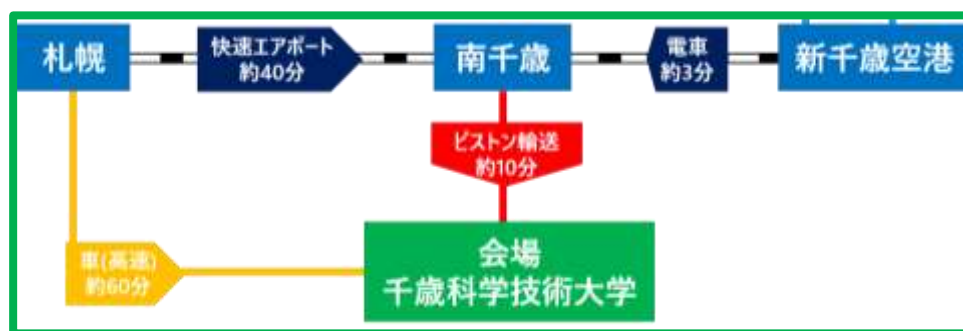 札幌
快速エアポート
約40分
南千歳
電車
約3分
新千歳空港
ピストン輸送
約10分
車(高速)
約60分
会場
千歳科学技術大学